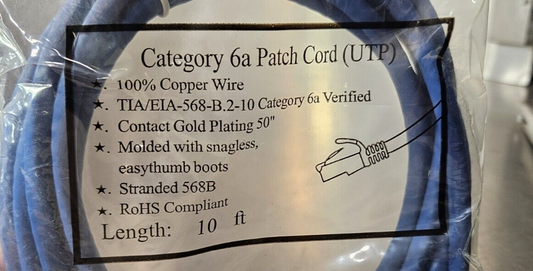 Category 6a Patch Cord (UTP)
★. 100% Copper Wire
★. TIA/EIA-568-B.2-10 Category 6a Verified
★. Contact Gold Plating 50"
★. Molded with snagless,
easythumb boots
★. Stranded 568B
★. RoHS Compliant
Length: 10 ft